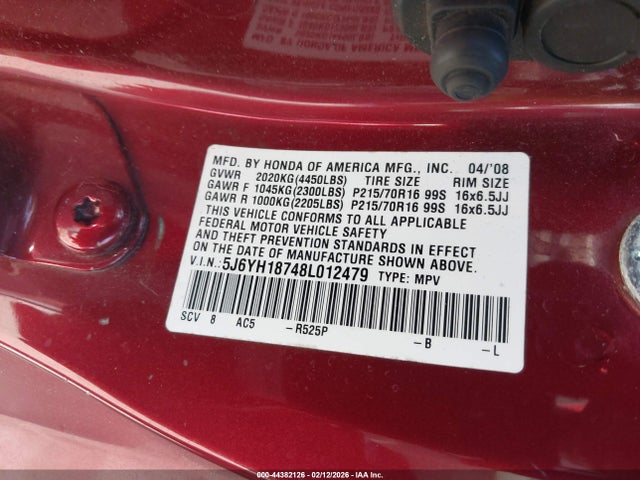 MFD. BY HONDA OF AMERICA MFG., INC. 04/'08
GVWR 2020KG(4450LBS) TIRE SIZE RIM SIZE
GAWR F 1045KG(2300LBS) P215/70R16 99S 16x6.5JJ
GAWR R 1000KG(2205LBS) P215/70R16 99S 16x6.5JJ
THIS VEHICLE CONFORMS TO ALL APPLICABLE
FEDERAL MOTOR VEHICLE SAFETY
AND THEFT PREVENTION STANDARDS IN EFFECT
ON THE DATE OF MANUFACTURE SHOWN ABOVE.
V.I.N.: 5J6YH18748L012479 TYPE: MPV
SCV 8 AC5 -R525P -B -L
000-44382126 - 02/12/2026 - IAA Inc.